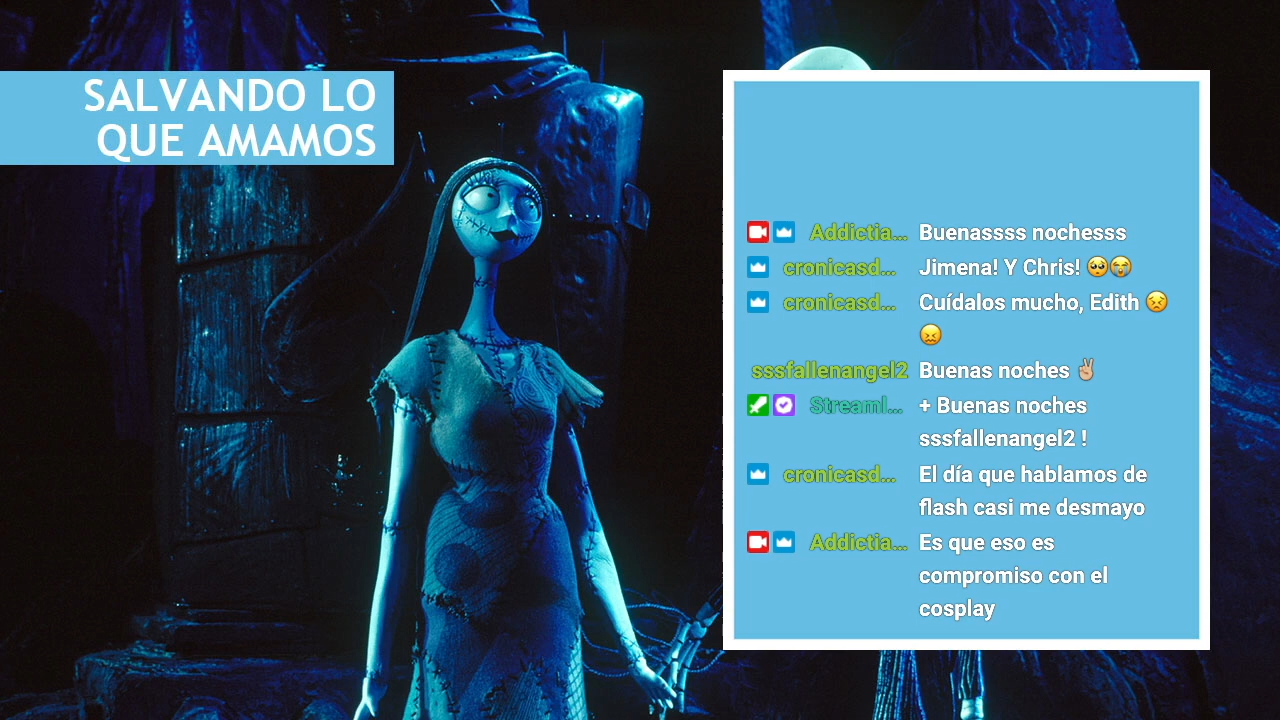 SALVANDO LO
QUE AMAMOS
Addictia... Buenassss nochesss
cronicasd... Jimena! Y Chris! 🥺😭
cronicasd... Cuídalos mucho, Edith 😣
😖
sssfallenangel2 Buenas noches ✌🏼
Streaml... + Buenas noches
sssfallenangel2 !
cronicasd... El día que hablamos de
flash casi me desmayo
Addictia... Es que eso es
compromiso con el
cosplay